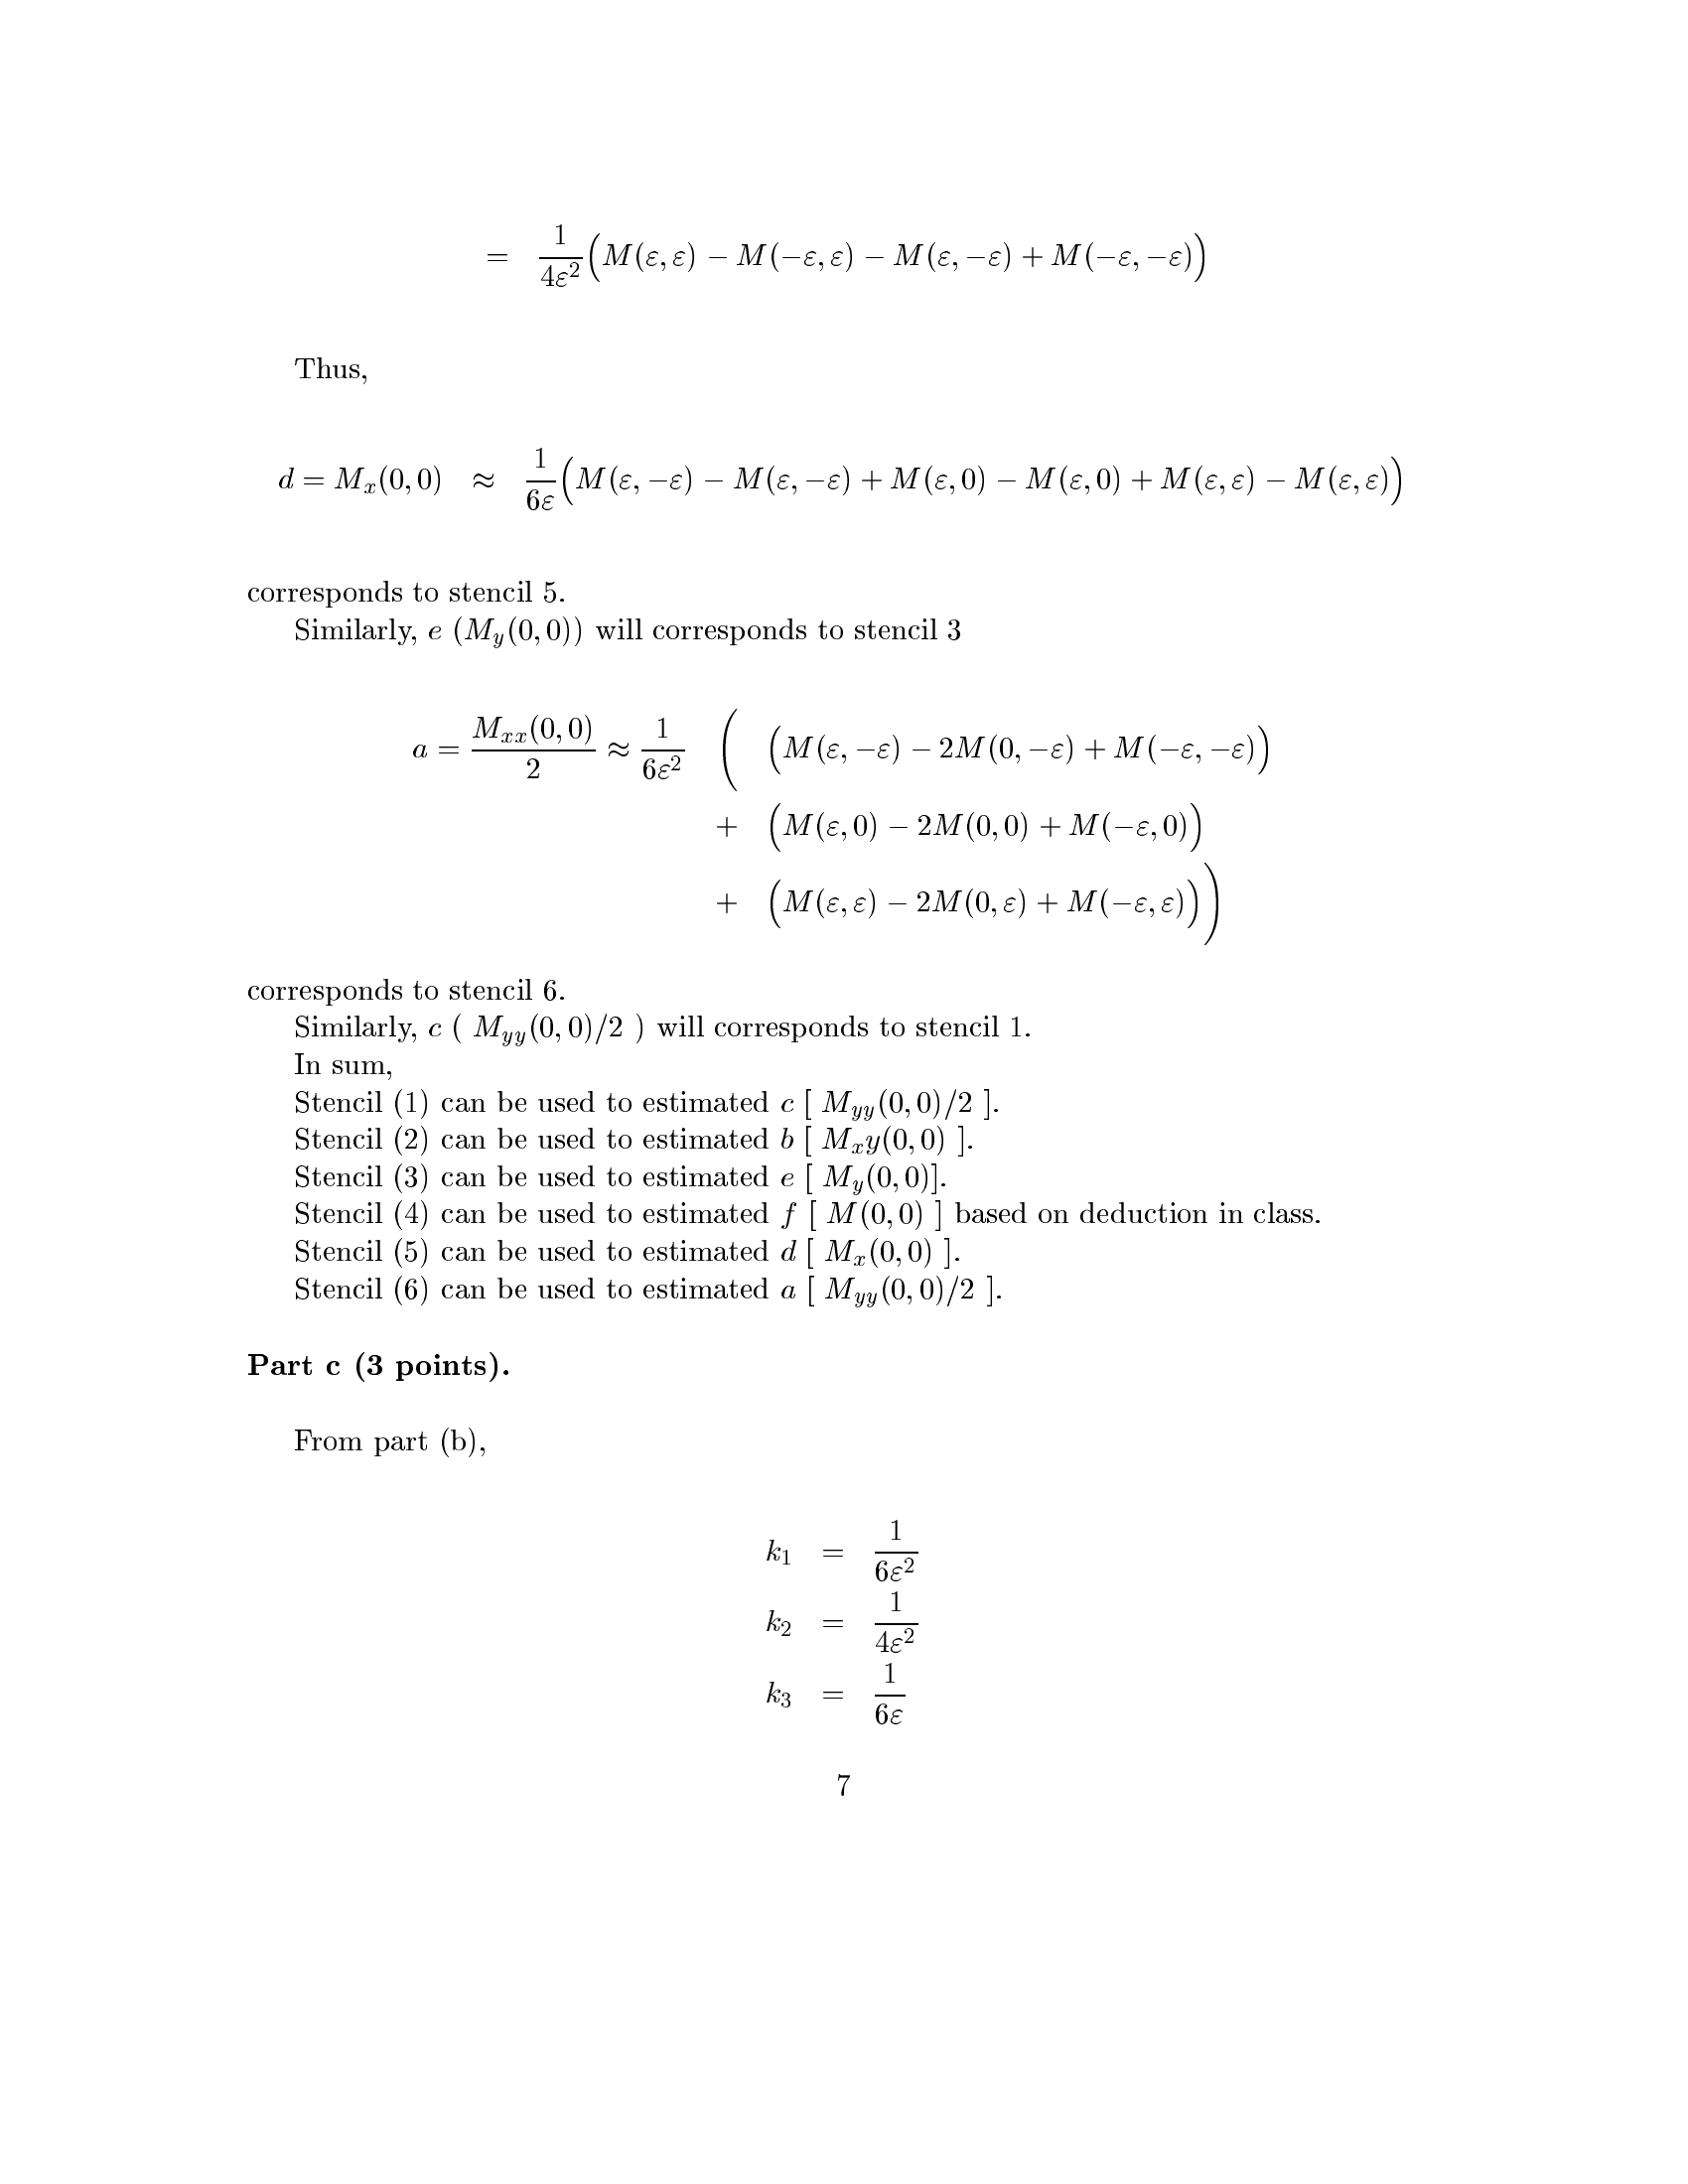 = \frac{1}{4\varepsilon^2}\Big(M(\varepsilon,\varepsilon) - M(-\varepsilon,\varepsilon) - M(\varepsilon,-\varepsilon) + M(-\varepsilon,-\varepsilon)\Big)
Thus,
d = M_x(0,0) \approx \frac{1}{6\varepsilon}\Big(M(\varepsilon,-\varepsilon) - M(\varepsilon,-\varepsilon) + M(\varepsilon,0) - M(\varepsilon,0) + M(\varepsilon,\varepsilon) - M(\varepsilon,\varepsilon)\Big)
corresponds to stencil 5.
Similarly, e (M_y(0,0)) will corresponds to stencil 3
a = \frac{M_{xx}(0,0)}{2} \approx \frac{1}{6\varepsilon^2} \Bigg( \Big(M(\varepsilon,-\varepsilon) - 2M(0,-\varepsilon) + M(-\varepsilon,-\varepsilon)\Big)
+ \Big(M(\varepsilon,0) - 2M(0,0) + M(-\varepsilon,0)\Big)
+ \Big(M(\varepsilon,\varepsilon) - 2M(0,\varepsilon) + M(-\varepsilon,\varepsilon)\Big)\Bigg)
corresponds to stencil 6.
Similarly, c ( M_{yy}(0,0)/2 ) will corresponds to stencil 1.
In sum,
Stencil (1) can be used to estimated c [ M_{yy}(0,0)/2 ].
Stencil (2) can be used to estimated b [ M_xy(0,0) ].
Stencil (3) can be used to estimated e [ M_y(0,0)].
Stencil (4) can be used to estimated f [ M(0,0) ] based on deduction in class.
Stencil (5) can be used to estimated d [ M_x(0,0) ].
Stencil (6) can be used to estimated a [ M_{yy}(0,0)/2 ].
Part c (3 points).
From part (b),
k_1 = \frac{1}{6\varepsilon^2}
k_2 = \frac{1}{4\varepsilon^2}
k_3 = \frac{1}{6\varepsilon}
7